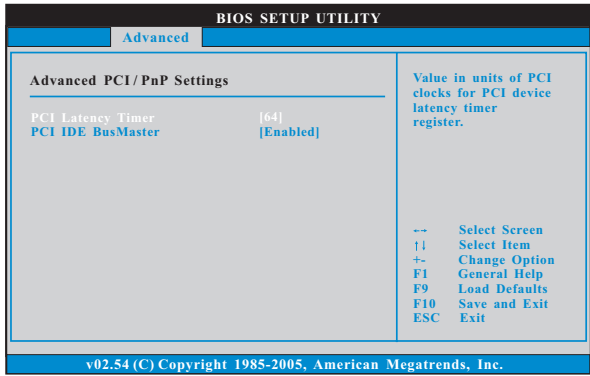 BIOS SETUP UTILITY
Advanced
Advanced PCI / PnP Settings
PCI Latency Timer [64]
PCI IDE BusMaster [Enabled]
Value in units of PCI
clocks for PCI device
latency timer
register.
←→ Select Screen
↑↓ Select Item
+- Change Option
F1 General Help
F9 Load Defaults
F10 Save and Exit
ESC Exit
v02.54 (C) Copyright 1985-2005, American Megatrends, Inc.